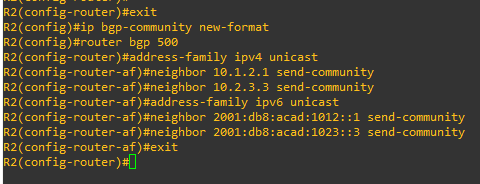 R2(config-router)#exit
R2(config)#ip bgp-community new-format
R2(config)#router bgp 500
R2(config-router)#address-family ipv4 unicast
R2(config-router-af)#neighbor 10.1.2.1 send-community
R2(config-router-af)#neighbor 10.2.3.3 send-community
R2(config-router-af)#address-family ipv6 unicast
R2(config-router-af)#neighbor 2001:db8:acad:1012::1 send-community
R2(config-router-af)#neighbor 2001:db8:acad:1023::3 send-community
R2(config-router-af)#exit
R2(config-router)#